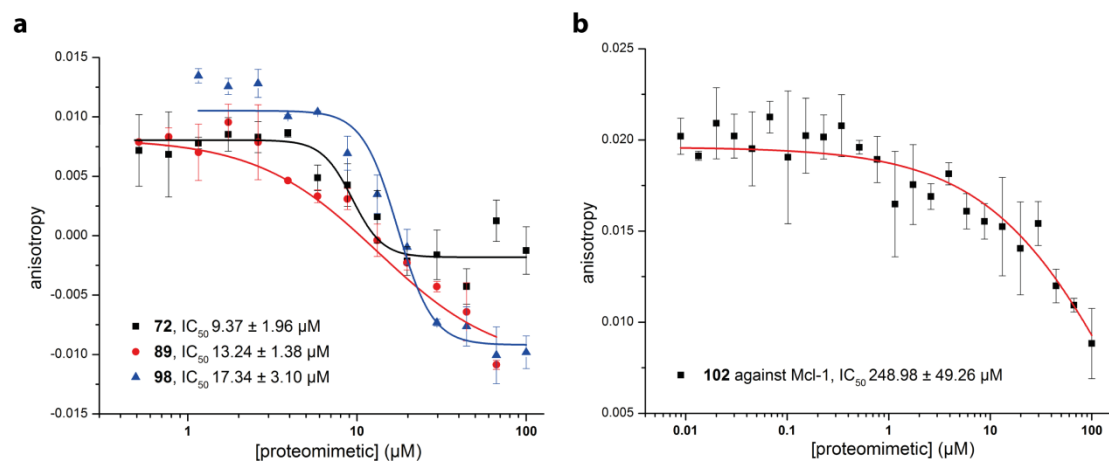 a
0.015
0.010
0.005
0.000
-0.005
-0.010
-0.015
anisotropy
72, IC50 9.37 ± 1.96 µM
89, IC50 13.24 ± 1.38 µM
98, IC50 17.34 ± 3.10 µM
1 10 100
[proteomimetic] (µM)
b
0.025
0.020
0.015
0.010
0.005
anisotropy
102 against Mcl-1, IC50 248.98 ± 49.26 µM
0.01 0.1 1 10 100
[proteomimetic] (µM)